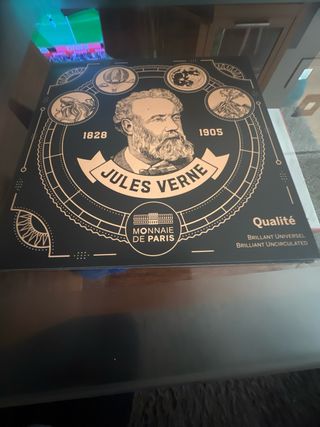 1828
1905
JULES VERNE
MONNAIE
DE PARIS
Qualité
BRILLANT UNIVERSEL
BRILLIANT UNCIRCULATED